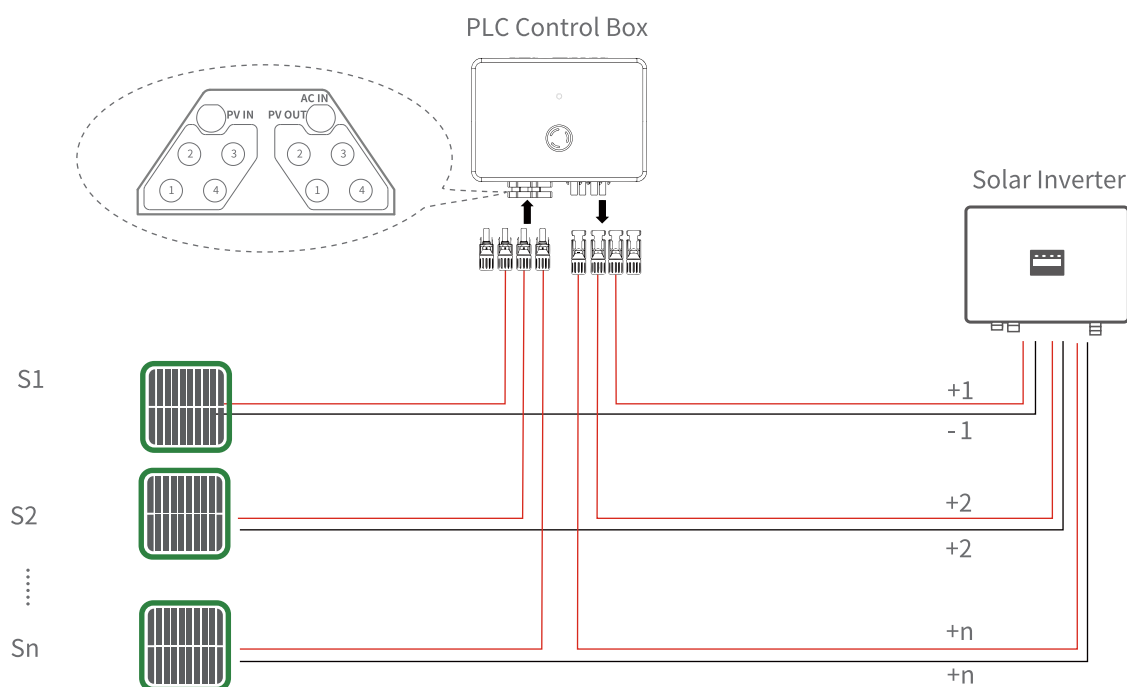 PLC Control Box
AC IN
PV IN
PV OUT
2
3
2
3
1
4
1
4
Solar Inverter
S1
+1
-1
S2
+2
+2
Sn
+n
+n